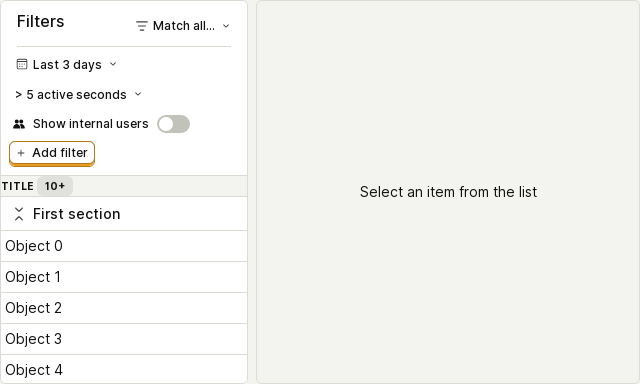 Filters
Match all...
Last 3 days
> 5 active seconds
Show internal users
Add filter
TITLE 10+
First section
Object 0
Object 1
Object 2
Object 3
Object 4
Select an item from the list